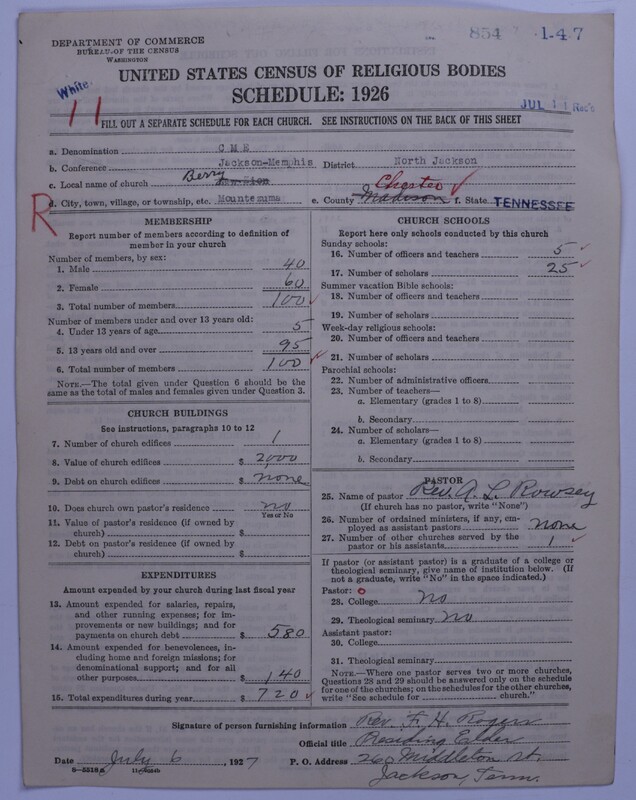 854 1-47
DEPARTMENT OF COMMERCE
BUREAU OF THE CENSUS
WASHINGTON
White
11
UNITED STATES CENSUS OF RELIGIOUS BODIES
SCHEDULE: 1926
JUL 11 Rec'd
FILL OUT A SEPARATE SCHEDULE FOR EACH CHURCH. SEE INSTRUCTIONS ON THE BACK OF THIS SHEET
a. Denomination C M E
b. Conference Jackson-Memphis District North Jackson
c. Local name of church Berry New Zion
R
d. City, town, village, or township, etc. Mountezuma e. County Madison Chester f. State TENNESSEE
MEMBERSHIP
Report number of members according to definition of
member in your church
Number of members, by sex:
1. Male 40
2. Female 60
3. Total number of members 100
Number of members under and over 13 years old:
4. Under 13 years of age 5
5. 13 years old and over 95
6. Total number of members 100
NOTE.—The total given under Question 6 should be the
same as the total of males and females given under Question 3.
CHURCH BUILDINGS
See instructions, paragraphs 10 to 12
7. Number of church edifices 1
8. Value of church edifices $ 2,000
9. Debt on church edifices $ none
10. Does church own pastor's residence? no
Yes or No
11. Value of pastor's residence (if owned by
church) $
12. Debt on pastor's residence (if owned by
church) $
EXPENDITURES
Amount expended by your church during last fiscal year
13. Amount expended for salaries, repairs,
and other running expenses; for im-
provements or new buildings; and for
payments on church debt $ 580
14. Amount expended for benevolences, in-
cluding home and foreign missions; for
denominational support; and for all
other purposes $ 140
15. Total expenditures during year $ 720
CHURCH SCHOOLS
Report here only schools conducted by this church
Sunday schools:
16. Number of officers and teachers 5
17. Number of scholars 25
Summer vacation Bible schools:
18. Number of officers and teachers
19. Number of scholars
Week-day religious schools:
20. Number of officers and teachers
21. Number of scholars
Parochial schools:
22. Number of administrative officers
23. Number of teachers—
a. Elementary (grades 1 to 8)
b. Secondary
24. Number of scholars—
a. Elementary (grades 1 to 8)
b. Secondary
PASTOR
25. Name of pastor Rev. A. L. Rowsey
(If church has no pastor, write "None")
26. Number of ordained ministers, if any, em-
ployed as assistant pastors none
27. Number of other churches served by the
pastor or his assistants 1
If pastor (or assistant pastor) is a graduate of a college or
theological seminary, give name of institution below. (If
not a graduate, write "No" in the space indicated.)
Pastor: 0
28. College no
29. Theological seminary no
Assistant pastor:
30. College
31. Theological seminary
NOTE.—Where one pastor serves two or more churches,
Questions 28 and 29 should be answered only on the schedule
for one of the churches; on the schedules for the other churches,
write "See schedule for church."
Signature of person furnishing information Rev. F. H. Rogers
Official title Presiding Elder
Date July 6, 1927 P. O. Address 260 Middleton St.
Jackson, Tenn.